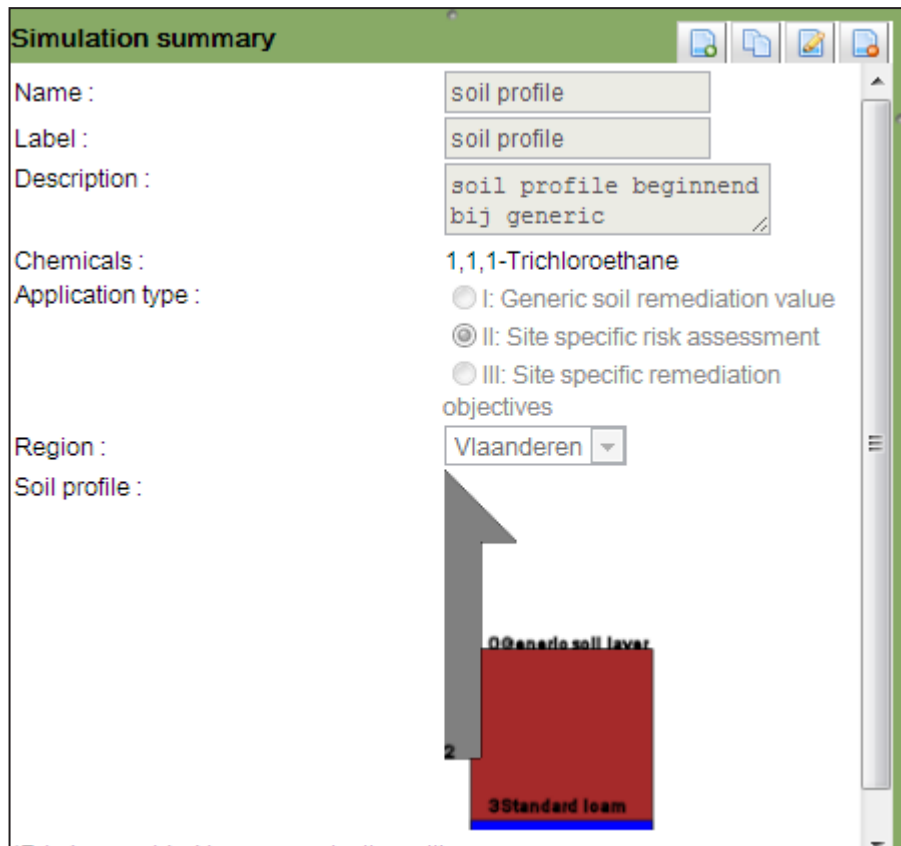 Simulation summary
Name :
soil profile
Label :
soil profile
Description :
soil profile beginnend
bij generic
Chemicals :
1,1,1-Trichloroethane
Application type :
I: Generic soil remediation value
II: Site specific risk assessment
III: Site specific remediation
objectives
Region :
Vlaanderen
Soil profile :
0Generic soil layer
2
3Standard loam